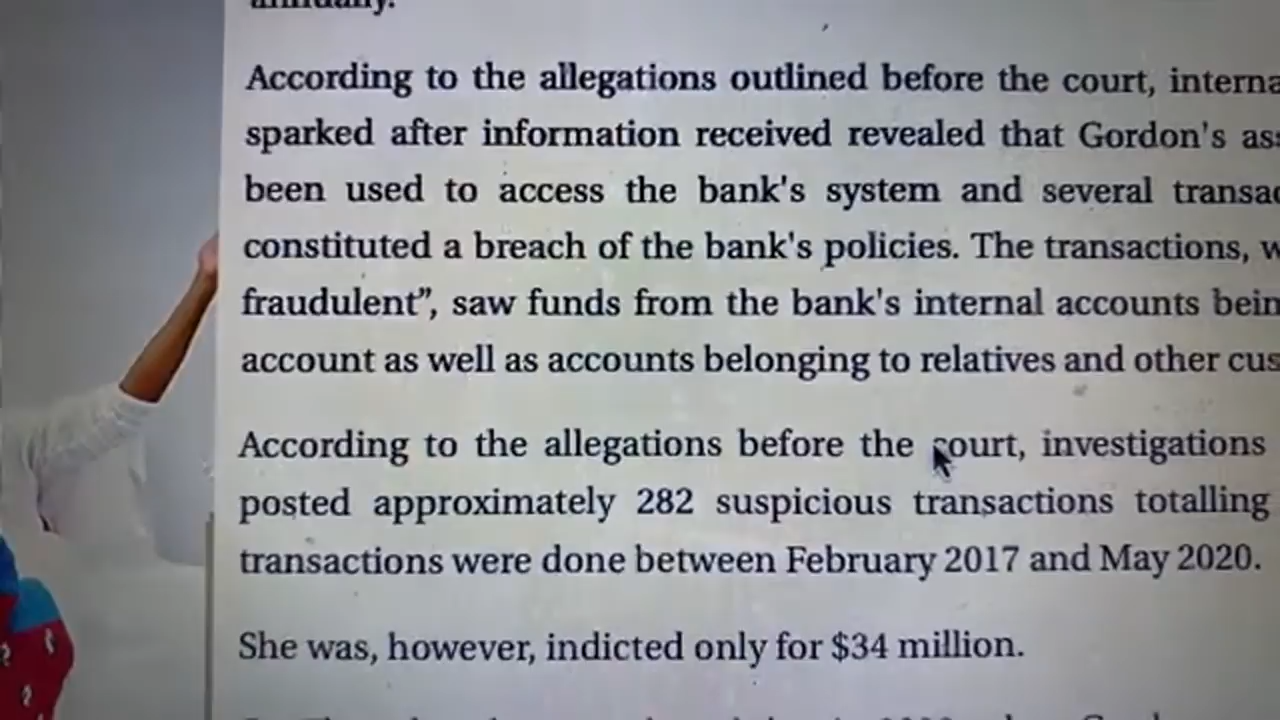 annually.
According to the allegations outlined before the court, interna
sparked after information received revealed that Gordon's ass
been used to access the bank's system and several transac
constituted a breach of the bank's policies. The transactions, w
fraudulent”, saw funds from the bank's internal accounts bein
account as well as accounts belonging to relatives and other cus
According to the allegations before the court, investigations
posted approximately 282 suspicious transactions totalling
transactions were done between February 2017 and May 2020.
She was, however, indicted only for $34 million.